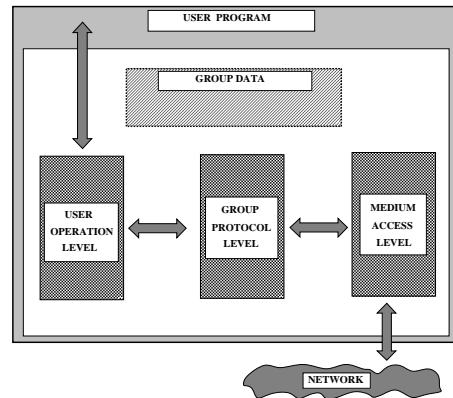 USER PROGRAM
GROUP DATA
USER
OPERATION
LEVEL
GROUP
PROTOCOL
LEVEL
MEDIUM
ACCESS
LEVEL
NETWORK